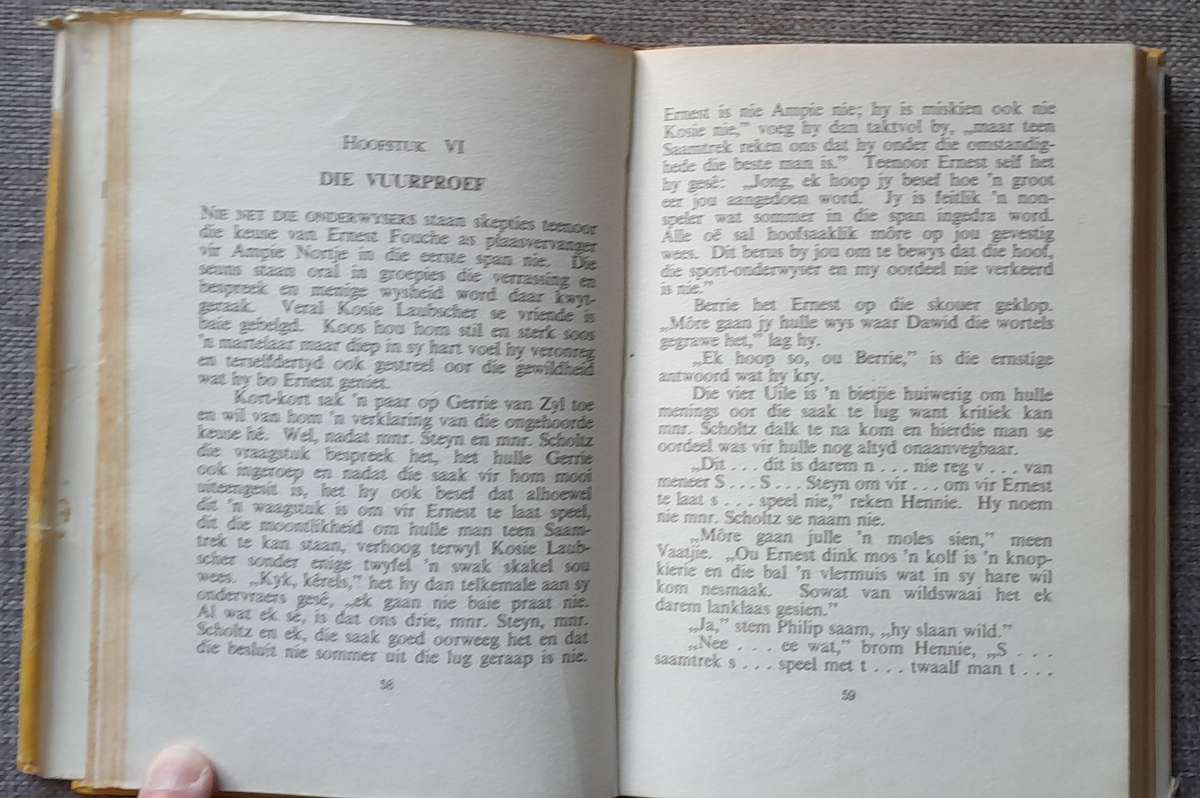 HOOFSTUK VI
DIE VUURPROEF
NIE NET DIE ONDERWYSERS staan skepties teenoor
die keuse van Ernest Fouche as plaasvervanger
vir Ampie Nortje in die eerste span nie. Die
seuns staan oral in groepies die verrassing en
bespreek en menige wysheid word daar kwyt-
geraak. Veral Kosie Laubscher se vriende is
baie gebelgd. Koos hou hom stil en sterk soos
'n martelaar maar diep in sy hart voel hy veronreg
en terselfdertyd ook gestreel oor die gewildheid
wat hy bo Ernest geniet.
Kort-kort sak 'n paar op Gerrie van Zyl toe
en wil van hom 'n verklaring van die ongehoorde
keuse hê. Wel, nadat mnr. Steyn en mnr. Scholtz
die vraagstuk bespreek het, het hulle Gerrie
ook ingeroep en nadat die saak vir hom mooi
uiteengesit is, het hy ook besef dat alhoewel
dit 'n waagstuk is om vir Ernest te laat speel,
dit die moontlikheid om hulle man teen Saam-
trek te kan staan, verhoog terwyl Kosie Laub-
scher sonder enige twyfel 'n swak skakel sou
wees. „Kyk, kêrels,” het hy dan telkemale aan sy
ondervraers gesê, „ek gaan nie baie praat nie.
Al wat ek sê, is dat ons drie, mnr. Steyn, mnr.
Scholtz en ek, die saak goed oorweeg het en dat
die besluit nie sommer uit die lug geraap is nie.
58
Ernest is nie Ampie nie; hy is miskien ook nie
Kosie nie,” voeg hy dan taktvol by, „maar teen
Saamtrek reken ons dat hy onder die omstandig-
hede die beste man is.” Teenoor Ernest self het
hy gesê: „Jong, ek hoop jy besef hoe 'n groot
eer jou aangedoen word. Jy is feitlik 'n non-
speler wat sommer in die span ingedra word.
Alle oë sal hoofsaaklik môre op jou gevestig
wees. Dit berus by jou om te bewys dat die hoof,
die sport-onderwyser en my oordeel nie verkeerd
is nie.”
Berrie het Ernest op die skouer geklop.
„Môre gaan jy hulle wys waar Dawid die wortels
gegrawe het,” lag hy.
„Ek hoop so, ou Berrie,” is die ernstige
antwoord wat hy kry.
Die vier Uile is 'n bietjie huiwerig om hulle
menings oor die saak te lug want kritiek kan
mnr. Scholtz dalk te na kom en hierdie man se
oordeel was vir hulle nog altyd onaanvegbaar.
„Dit . . . dit is darem n . . . nie reg v . . . van
meneer S . . . S . . . Steyn om vir . . . om vir Ernest
te laat s . . . speel nie,” reken Hennie. Hy noem
nie mnr. Scholtz se naam nie.
„Môre gaan julle 'n moles sien,” meen
Vaatjie. „Ou Ernest dink mos 'n kolf is 'n knop-
kierie en die bal 'n vlermuis wat in sy hare wil
kom nesmaak. Sowat van wildswaai het ek
darem lanklaas gesien.”
„Ja,” stem Philip saam, „hy slaan wild.”
„Nee . . . ee wat,” brom Hennie, „S . . .
saamtrek s . . . speel met t . . . twaalf man t . . .
59